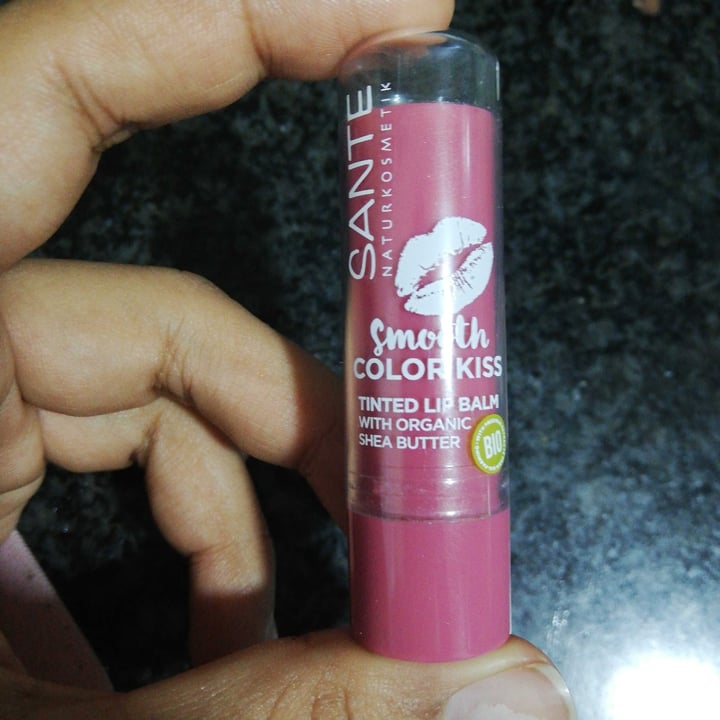 SANTE
NATURKOSMETIK
Smooth
COLOR KISS
TINTED LIP BALM
WITH ORGANIC
SHEA BUTTER
BIO